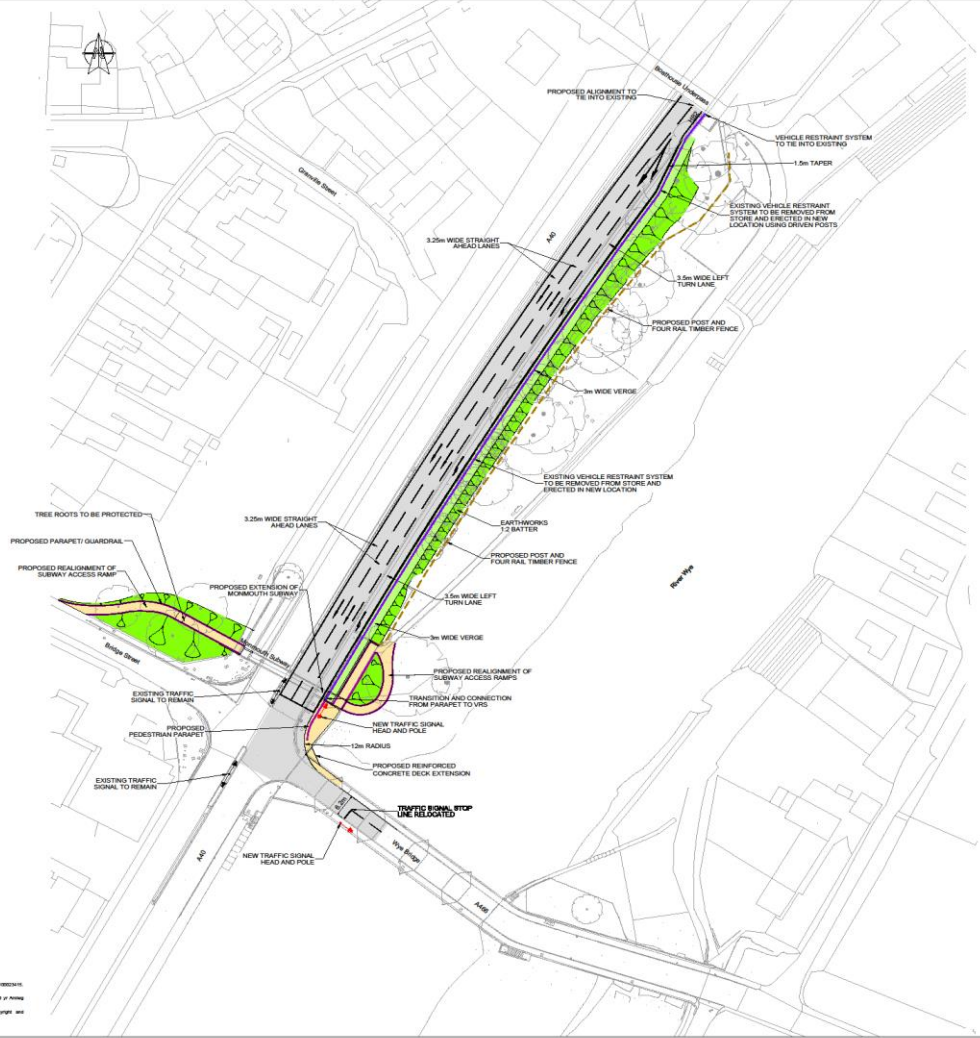 Boathouse Underpass
PROPOSED ALIGNMENT TO
TIE INTO EXISTING
VEHICLE RESTRAINT SYSTEM
TO TIE INTO EXISTING
1.5m TAPER
Granville Street
EXISTING VEHICLE RESTRAINT
SYSTEM TO BE REMOVED FROM
STORE AND ERECTED IN NEW
LOCATION USING DRIVEN POSTS
A40
3.25m WIDE STRAIGHT
AHEAD LANES
3.5m WIDE LEFT
TURN LANE
PROPOSED POST AND
FOUR RAIL TIMBER FENCE
3m WIDE VERGE
EXISTING VEHICLE RESTRAINT SYSTEM
TO BE REMOVED FROM STORE AND
ERECTED IN NEW LOCATION
TREE ROOTS TO BE PROTECTED
3.25m WIDE STRAIGHT
AHEAD LANES
EARTHWORKS
1:2 BATTER
PROPOSED PARAPET/ GUARDRAIL
PROPOSED POST AND
FOUR RAIL TIMBER FENCE
PROPOSED REALIGNMENT OF
SUBWAY ACCESS RAMP
River Wye
PROPOSED EXTENSION OF
MONMOUTH SUBWAY
3.5m WIDE LEFT
TURN LANE
3m WIDE VERGE
Bridge Street
Monmouth Subway
PROPOSED REALIGNMENT OF
SUBWAY ACCESS RAMPS
EXISTING TRAFFIC
SIGNAL TO REMAIN
TRANSITION AND CONNECTION
FROM PARAPET TO VRS
PROPOSED
PEDESTRIAN PARAPET
NEW TRAFFIC SIGNAL
HEAD AND POLE
12m RADIUS
PROPOSED REINFORCED
CONCRETE DECK EXTENSION
EXISTING TRAFFIC
SIGNAL TO REMAIN
TRAFFIC SIGNAL STOP
LINE RELOCATED
A40
NEW TRAFFIC SIGNAL
HEAD AND POLE
Wye Bridge
A466